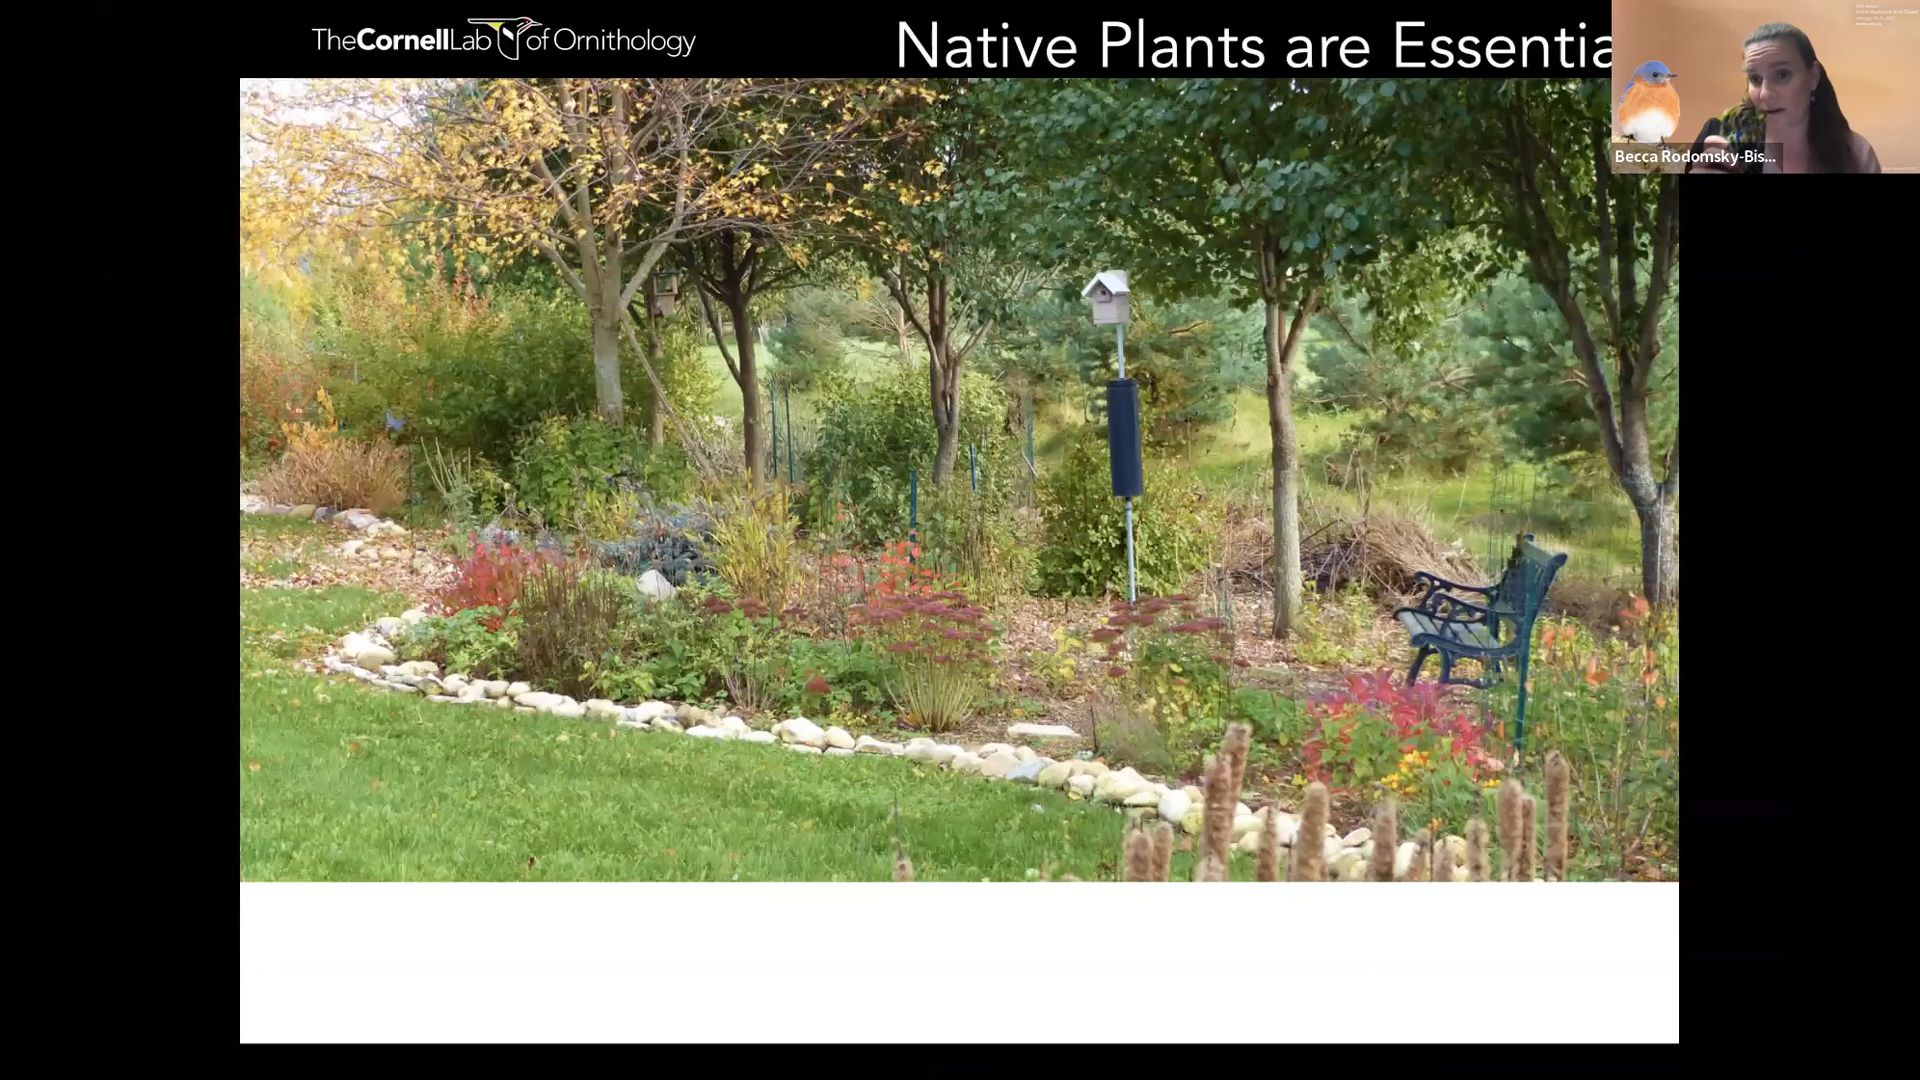 TheCornellLab of Ornithology
Native Plants are Essentia
Becca Rodomsky-Bis...